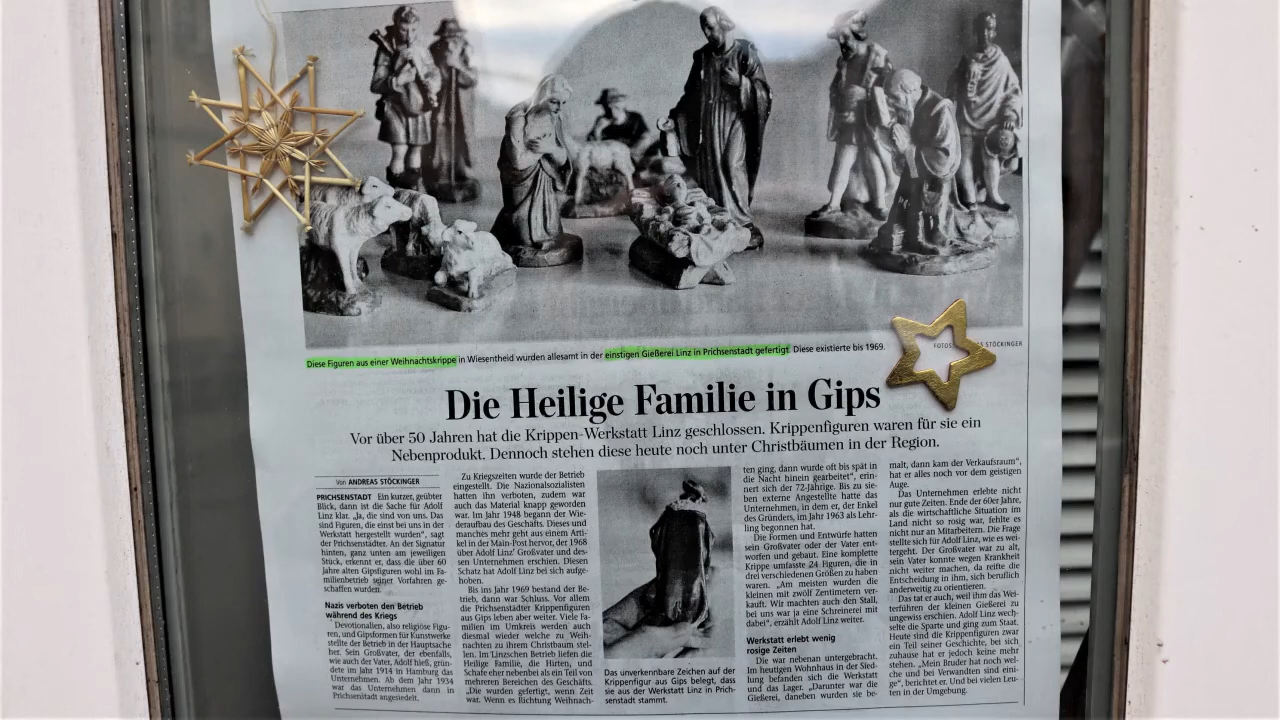 Diese Figuren aus einer Weihnachtskrippe in Wiesentheid wurden allesamt in der einstigen Gießerei Linz in Prichsenstadt gefertigt. Diese existierte bis 1969.
FOTOS: AS STÖCKINGER
Die Heilige Familie in Gips
Vor über 50 Jahren hat die Krippen-Werkstatt Linz geschlossen. Krippenfiguren waren für sie ein
Nebenprodukt. Dennoch stehen diese heute noch unter Christbäumen in der Region.
Von ANDREAS STÖCKINGER
PRICHSENSTADT Ein kurzer, geübter
Blick, dann ist die Sache für Adolf
Linz klar. „Ja, die sind von uns. Das
sind Figuren, die einst bei uns in der
Werkstatt hergestellt wurden", sagt
der Prichsenstädter. An der Signatur
hinten, ganz unten am jeweiligen
Stück, erkennt er, dass die über 60
Jahre alten Gipsfiguren wohl im Fa-
milienbetrieb seiner Vorfahren ge-
schaffen wurden.
Nazis verboten den Betrieb
während des Kriegs
Devotionalien, also religiöse Figu-
ren, und Gipsformen für Kunstwerke
stellte der Betrieb in der Hauptsache
her. Sein Großvater, der ebenfalls,
wie auch der Vater, Adolf hieß, grün-
dete im Jahr 1914 in Hamburg das
Unternehmen. Ab dem Jahr 1934
war das Unternehmen dann in
Prichsenstadt angesiedelt.
Zu Kriegszeiten wurde der Betrieb
eingestellt. Die Nazionalsozialisten
hatten ihn verboten, zudem war
auch das Material knapp geworden
war. Im Jahr 1948 begann der Wie-
deraufbau des Geschäfts. Dieses und
manches mehr geht aus einem Arti-
kel in der Main-Post hervor, der 1968
über Adolf Linz' Großvater und des-
sen Unternehmen erschien. Diesen
Schatz hat Adolf Linz bei sich aufge-
hoben.
Bis ins Jahr 1969 bestand der Be-
trieb, dann war Schluss. Vor allem
die Prichsenstädter Krippenfiguren
aus Gips leben aber weiter. Viele Fa-
milien im Umkreis werden auch
diesmal wieder welche zu Weih-
nachten zu ihrem Christbaum stel-
len. Im Linzschen Betrieb liefen die
Heilige Familie, die Hirten, und
Schafe eher nebenbei als ein Teil von
mehreren Bereichen des Geschäfts.
„Die wurden gefertigt, wenn Zeit
war. Wenn es Richtung Weihnach-
Das unverkennbare Zeichen auf der
Krippenfigur aus Gips belegt, dass
sie aus der Werkstatt Linz in Prich-
senstadt stammt.
ten ging, dann wurde oft bis spät in
die Nacht hinein gearbeitet", erin-
nert sich der 72-Jährige. Bis zu sie-
ben externe Angestellte hatte das
Unternehmen, in dem er, der Enkel
des Gründers, im Jahr 1963 als Lehr-
ling begonnen hat.
Die Formen und Entwürfe hatten
sein Großvater oder der Vater ent-
worfen und gebaut. Eine komplette
Krippe umfasste 24 Figuren, die in
drei verschiedenen Größen zu haben
waren. „Am meisten wurden die
kleinen mit zwölf Zentimetern ver-
kauft. Wir machten auch den Stall,
bei uns war ja eine Schreinerei mit
dabei", erzählt Adolf Linz weiter.
Werkstatt erlebt wenig
rosige Zeiten
Die war nebenan untergebracht.
Im heutigen Wohnhaus in der Sied-
lung befanden sich die Werkstatt
und das Lager. „Darunter war die
Gießerei, daneben wurden sie be-
malt, dann kam der Verkaufsraum",
hat er alles noch vor dem geistigen
Auge.
Das Unternehmen erlebte nicht
nur gute Zeiten. Ende der 60er Jahre,
als die wirtschaftliche Situation im
Land nicht so rosig war, fehlte es
nicht nur an Mitarbeitern. Die Frage
stellte sich für Adolf Linz, wie es wei-
tergeht. Der Großvater war zu alt,
sein Vater konnte wegen Krankheit
nicht weiter machen, da reifte die
Entscheidung in ihm, sich beruflich
anderweitig zu orientieren.
Das tat er auch, weil ihm das Wei-
terführen der kleinen Gießerei zu
ungewiss erschien. Adolf Linz wech-
selte die Sparte und ging zum Staat.
Heute sind die Krippenfiguren zwar
ein Teil seiner Geschichte, bei sich
zuhause hat er jedoch keine mehr
stehen. „Mein Bruder hat noch wel-
che und bei Verwandten sind eini-
ge", berichtet er. Und bei vielen Leu-
ten in der Umgebung.